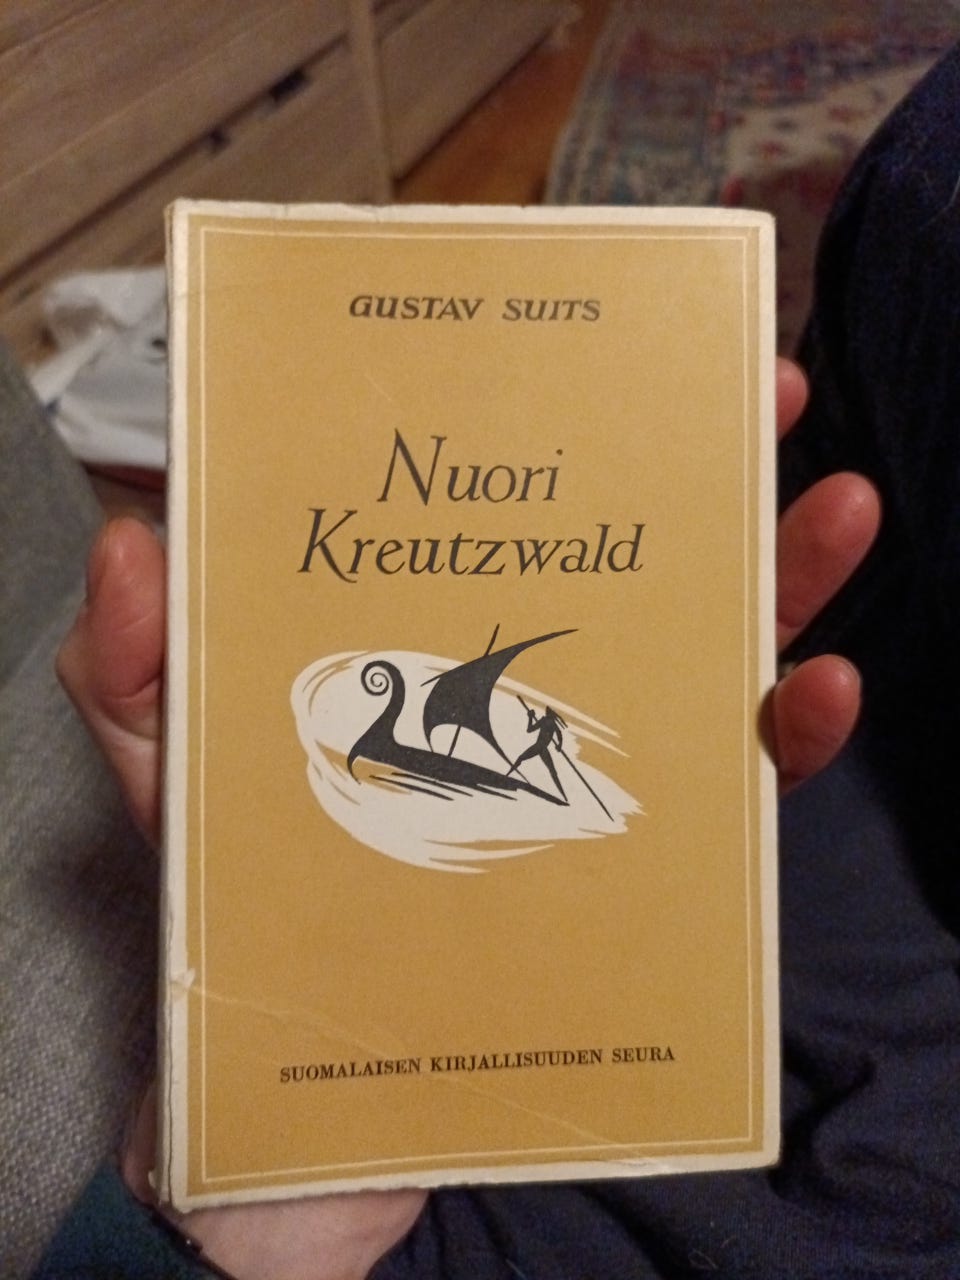 GUSTAV SUITS
Nuori
Kreutzwald
SUOMALAISEN KIRJALLISUUDEN SEURA